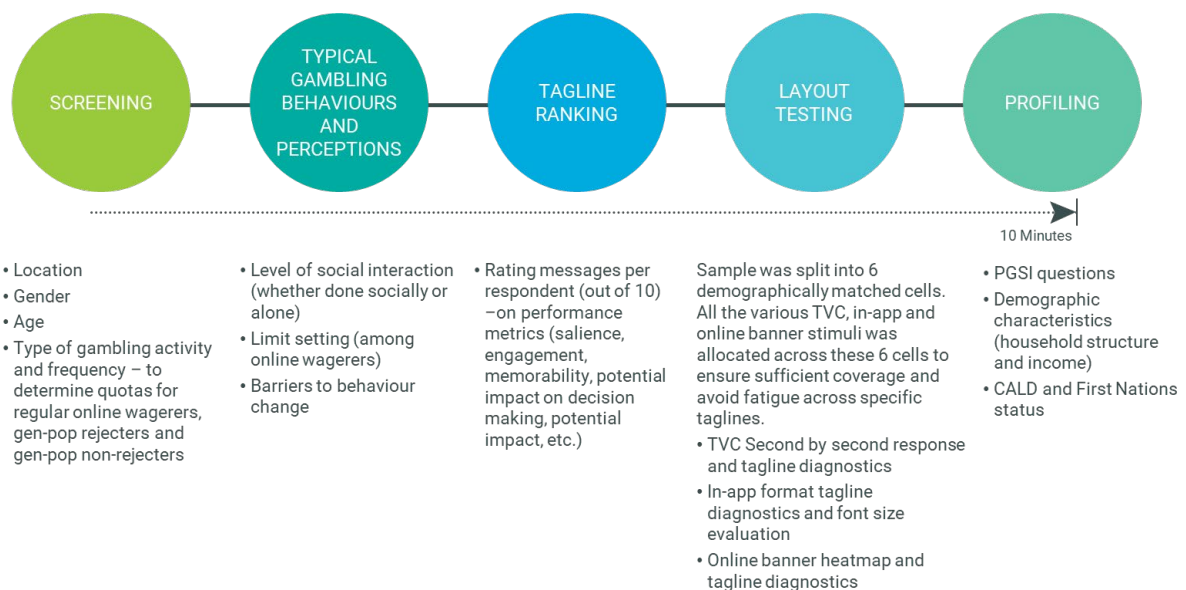 SCREENING
TYPICAL
GAMBLING
BEHAVIOURS
AND
PERCEPTIONS
TAGLINE
RANKING
LAYOUT
TESTING
PROFILING
10 Minutes
• Location
• Gender
• Age
• Type of gambling activity
and frequency – to
determine quotas for
regular online wagerers,
gen-pop rejecters and
gen-pop non-rejecters
• Level of social interaction
(whether done socially or
alone)
• Limit setting (among
online wagerers)
• Barriers to behaviour
change
• Rating messages per
respondent (out of 10)
–on performance
metrics (salience,
engagement,
memorability, potential
impact on decision
making, potential
impact, etc.)
Sample was split into 6
demographically matched cells.
All the various TVC, in-app and
online banner stimuli was
allocated across these 6 cells to
ensure sufficient coverage and
avoid fatigue across specific
taglines.
• TVC Second by second response
and tagline diagnostics
• In-app format tagline
diagnostics and font size
evaluation
• Online banner heatmap and
tagline diagnostics
• PGSI questions
• Demographic
characteristics
(household structure
and income)
• CALD and First Nations
status